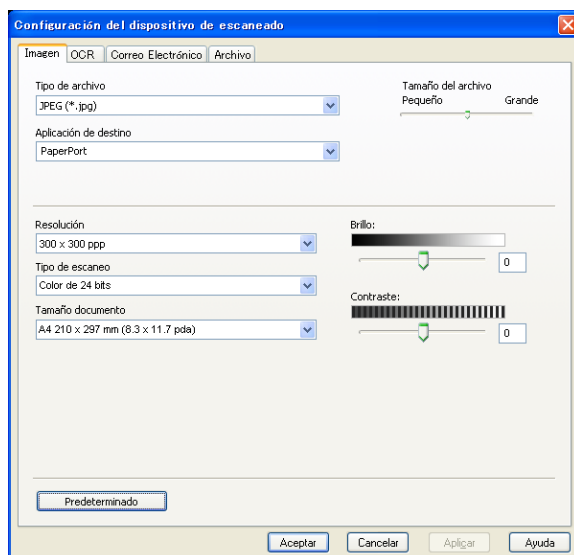 Configuración del dispositivo de escaneado
Imagen OCR Correo Electrónico Archivo
Tipo de archivo
JPEG (*.jpg)
Tamaño del archivo
Pequeño Grande
Aplicación de destino
PaperPort
Resolución
300 x 300 ppp
Tipo de escaneo
Color de 24 bits
Tamaño documento
A4 210 x 297 mm (8.3 x 11.7 pda)
Brillo:
0
Contraste:
0
Predeterminado
Aceptar Cancelar Aplicar Ayuda